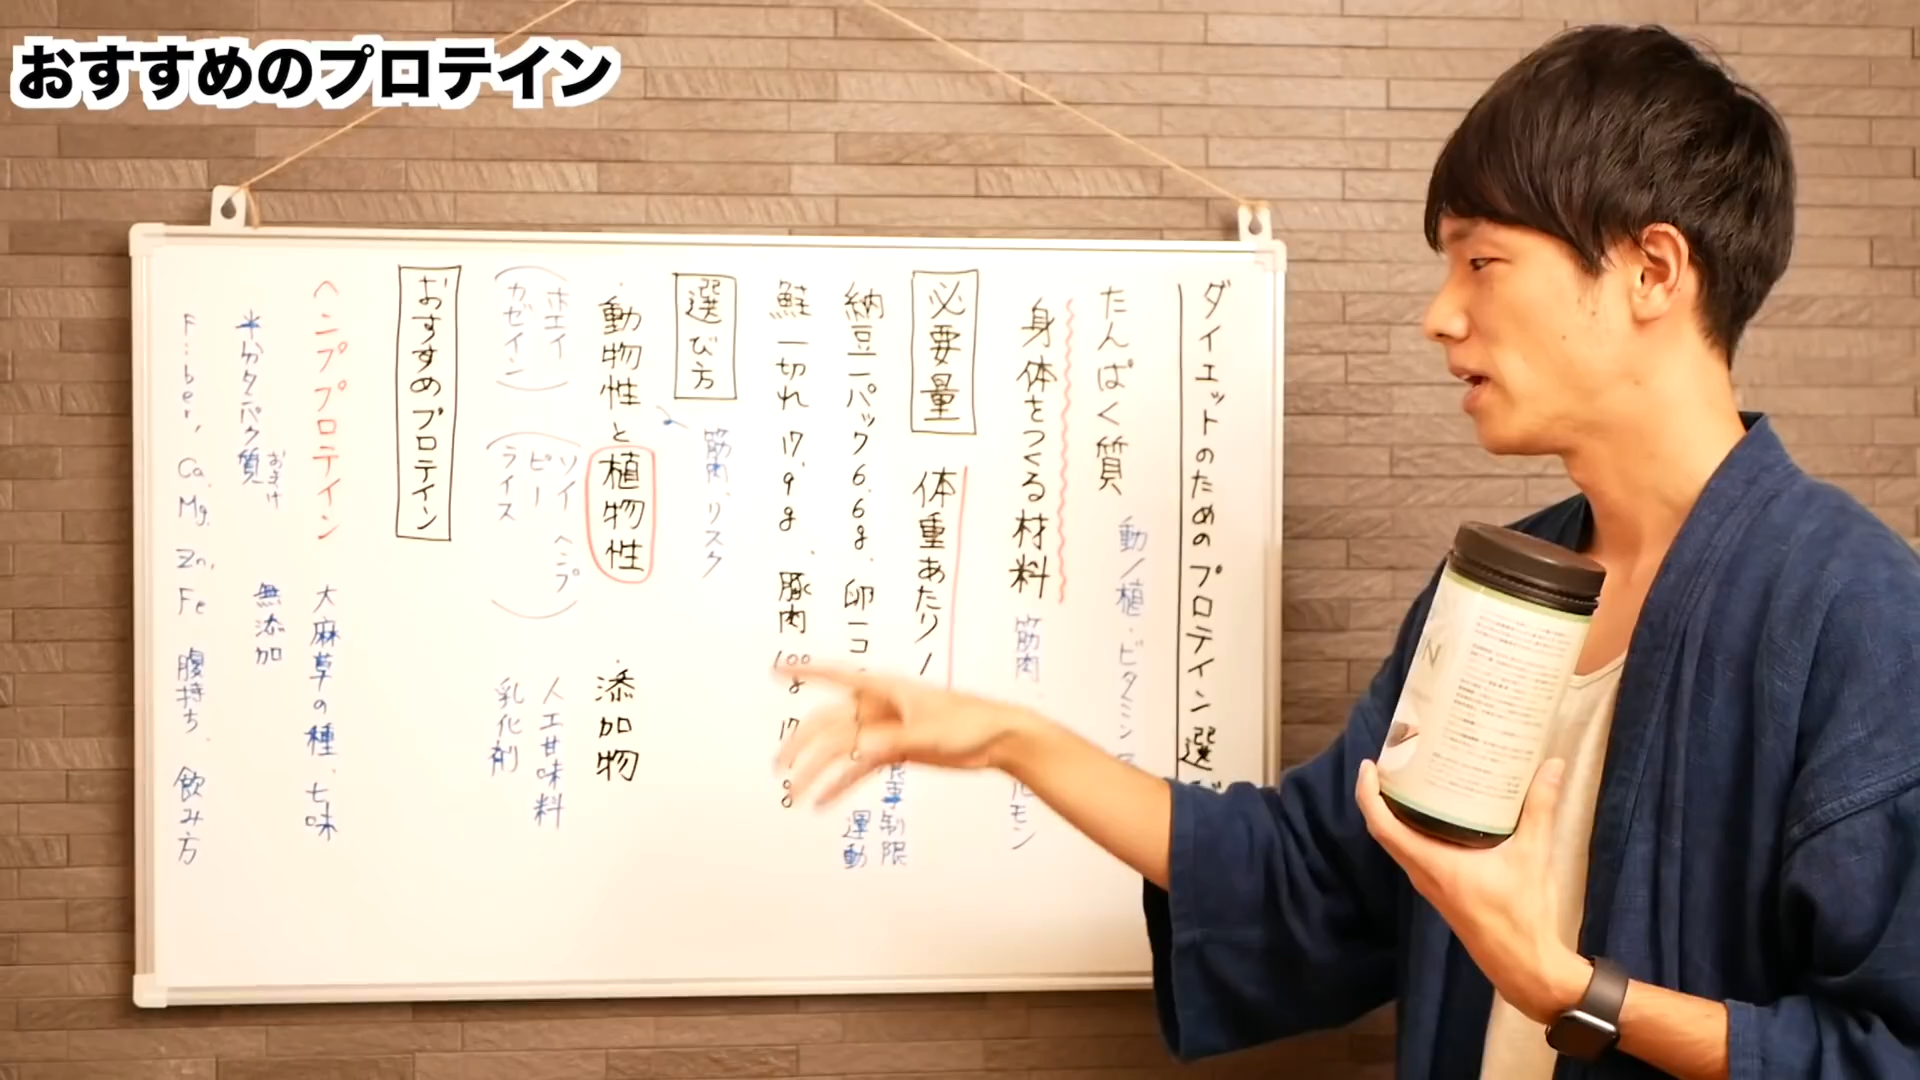 おすすめのプロテイン
ダイエットのためのプロテイン選び
たんぱく質
動/植.ビタミン
身体をつくる材料
筋肉
ルモン
必要量
体重あたり1
制限
運動
納豆一パック6.6g、卵一コ
鮭一切れ17.9g、豚肉100g17.17g
選び方
筋肉、リスク
・動物性と植物性
・添加物
ホエイ
カゼイン
ソイ
ピー
ライス
ヘンプ
人工甘味料
乳化剤
おすすめプロテイン
ヘンププロテイン
大麻草の種、七味
半分タンパク質
おまけ
無添加
Fiber, Ca, Mg, Zn, Fe 腹持ち、飲み方